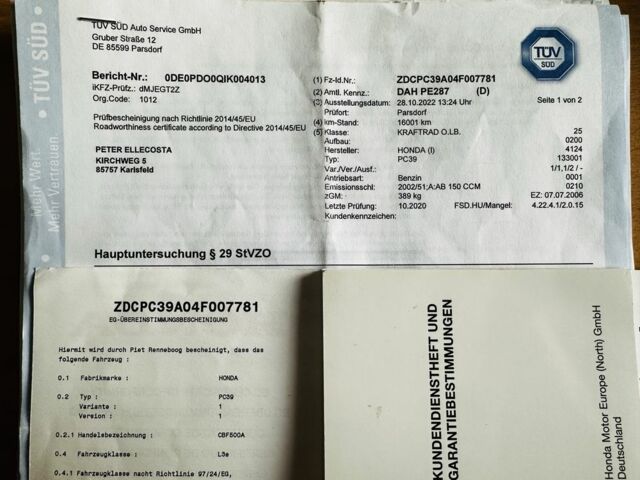 TÜV SÜD Auto Service GmbH
Gruber Straße 12
DE 85599 Parsdorf
Bericht-Nr.: 0DE0PDO0QIK004013
iKFZ-Prüfz.: dMJEGT2Z
Org.Code: 1012
Prüfbescheinigung nach Richtlinie 2014/45/EU
Roadworthiness certificate according to Directive 2014/45/EU
PETER ELLECOSTA
KIRCHWEG 5
85757 Karlsfeld
TÜV
SÜD
(1) Fz-Id.Nr.: ZDCPC39A04F007781
(2) Amtl. Kennz.: DAH PE287 (D)
(3) Ausstellungsdatum: 28.10.2022 13:24 Uhr Seite 1 von 2
Prüfort: Parsdorf
(4) km-Stand: 16001 km
(5) Klasse: KRAFTRAD O.LB. 25
Aufbau: 0200
Hersteller: HONDA (I) 4124
Typ: PC39 133001
Var./Ver./Ausf.: 1/1,1/2 / -
Antriebsart: Benzin 0001
Emissionsschl.: 2002/51;A:AB 150 CCM 0210
zGM: 389 kg EZ: 07.07.2006
Letzte Prüfung: 10.2020 FSD.HU/Mangel: 4.22.4.1/2.0.15
Kundenkennzeichen:
Hauptuntersuchung § 29 StVZO
Mehr Wert.
Mehr Vertrauen.
• TÜV SÜD •
ZDCPC39A04F007781
EG-ÜBEREINSTIMMUNGSBESCHEINIGUNG
Hiermit wird durch Piet Renneboog bescheinigt, dass das
folgende Fahrzeug :
0.1 Fabrikmarke : HONDA
0.2 Typ : PC39
Variante : 1
Version : 1
0.2.1 Handelsbezeichnung : CBF500A
0.4 Fahrzeugklasse : L3e
0.4.1 Fahrzeugklasse nacht Richtlinie 97/24/EG,
KUNDENDIENSTHEFT UND
GARANTIEBESTIMMUNGEN
Honda Motor Europe (North) GmbH
Deutschland